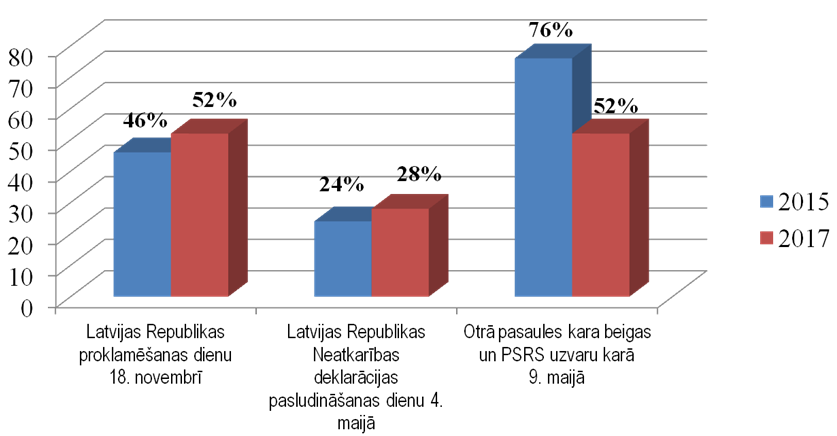 80
70
60
50
40
30
20
10
0
46%
52%
24%
28%
76%
52%
2015
2017
Latvijas Republikas
proklamēšanas dienu
18. novembrī
Latvijas Republikas
Neatkarības
deklarācijas
pasludināšanas dienu 4.
maijā
Otrā pasaules kara beigas
un PSRS uzvaru karā
9. maijā